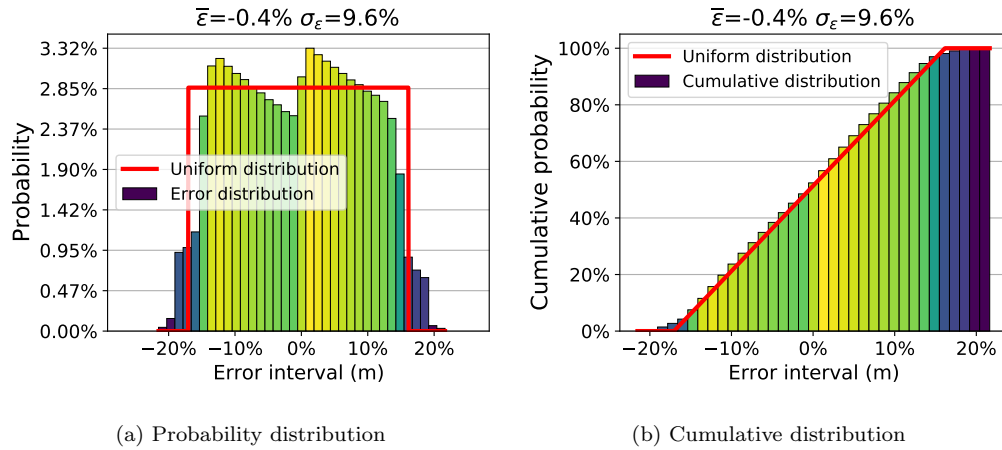 ε̅=-0.4% σ_ε=9.6%
3.32%
2.85%
2.37%
1.90%
1.42%
0.95%
0.47%
0.00%
Probability
Uniform distribution
Error distribution
−20% −10% 0% 10% 20%
Error interval (m)
(a) Probability distribution
ε̅=-0.4% σ_ε=9.6%
100%
80%
60%
40%
20%
0%
Cumulative probability
Uniform distribution
Cumulative distribution
−20% −10% 0% 10% 20%
Error interval (m)
(b) Cumulative distribution